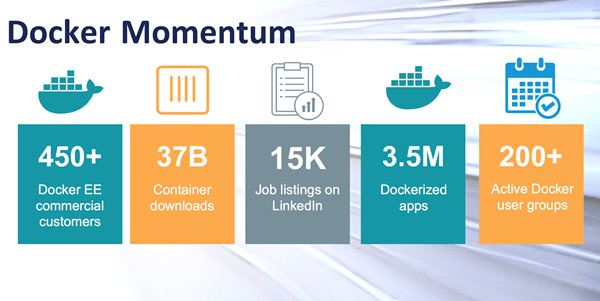 Docker Momentum
450+
Docker EE
commercial
customers
37B
Container
downloads
15K
Job listings on
LinkedIn
3.5M
Dockerized
apps
200+
Active Docker
user groups